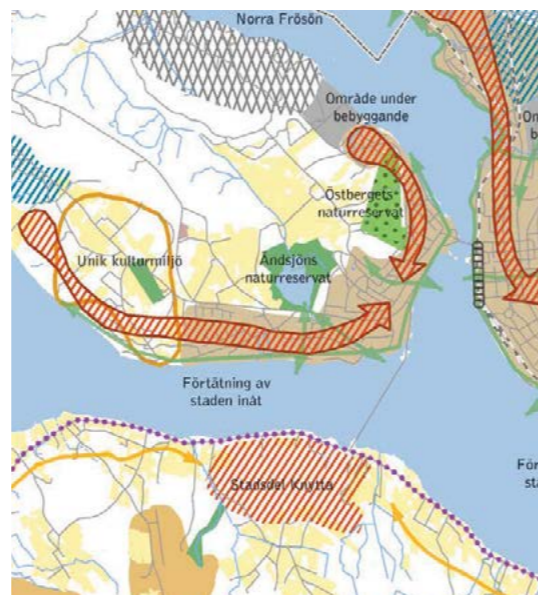 Norra Frösön
Område under
bebyggande
Östbergets
naturreservat
Unik kulturmiljö
Andsjöns
naturreservat
Förtätning av
staden inåt
Stadsdel Knytta